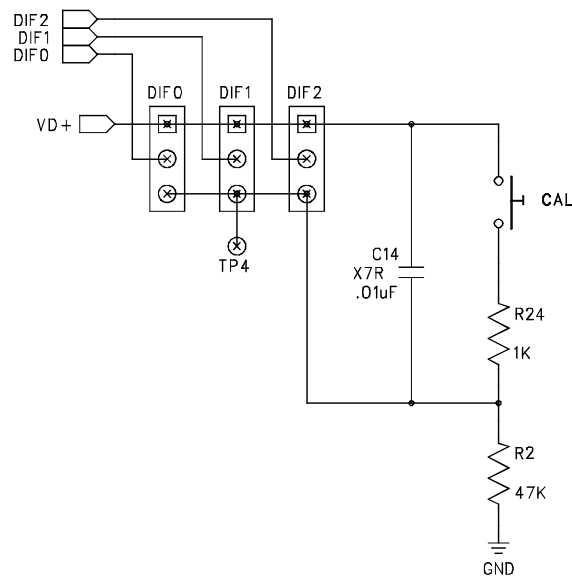 DIF2
DIF1
DIF0
DIF0 DIF1 DIF2
VD+
CAL
TP4
C14
X7R
.01uF
R24
1K
R2
47K
GND